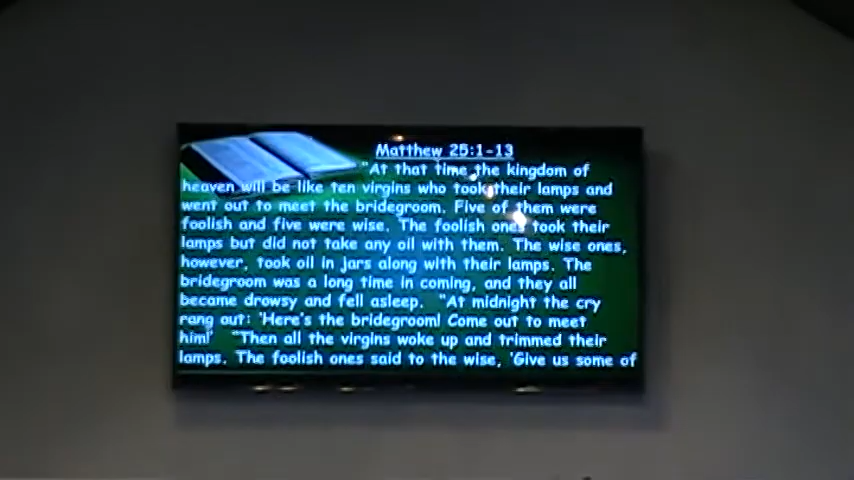 Matthew 25:1-13
"At that time the kingdom of
heaven will be like ten virgins who took their lamps and
went out to meet the bridegroom. Five of them were
foolish and five were wise. The foolish ones took their
lamps but did not take any oil with them. The wise ones,
however, took oil in jars along with their lamps. The
bridegroom was a long time in coming, and they all
became drowsy and fell asleep. "At midnight the cry
rang out: 'Here's the bridegroom! Come out to meet
him!' "Then all the virgins woke up and trimmed their
lamps. The foolish ones said to the wise, 'Give us some of